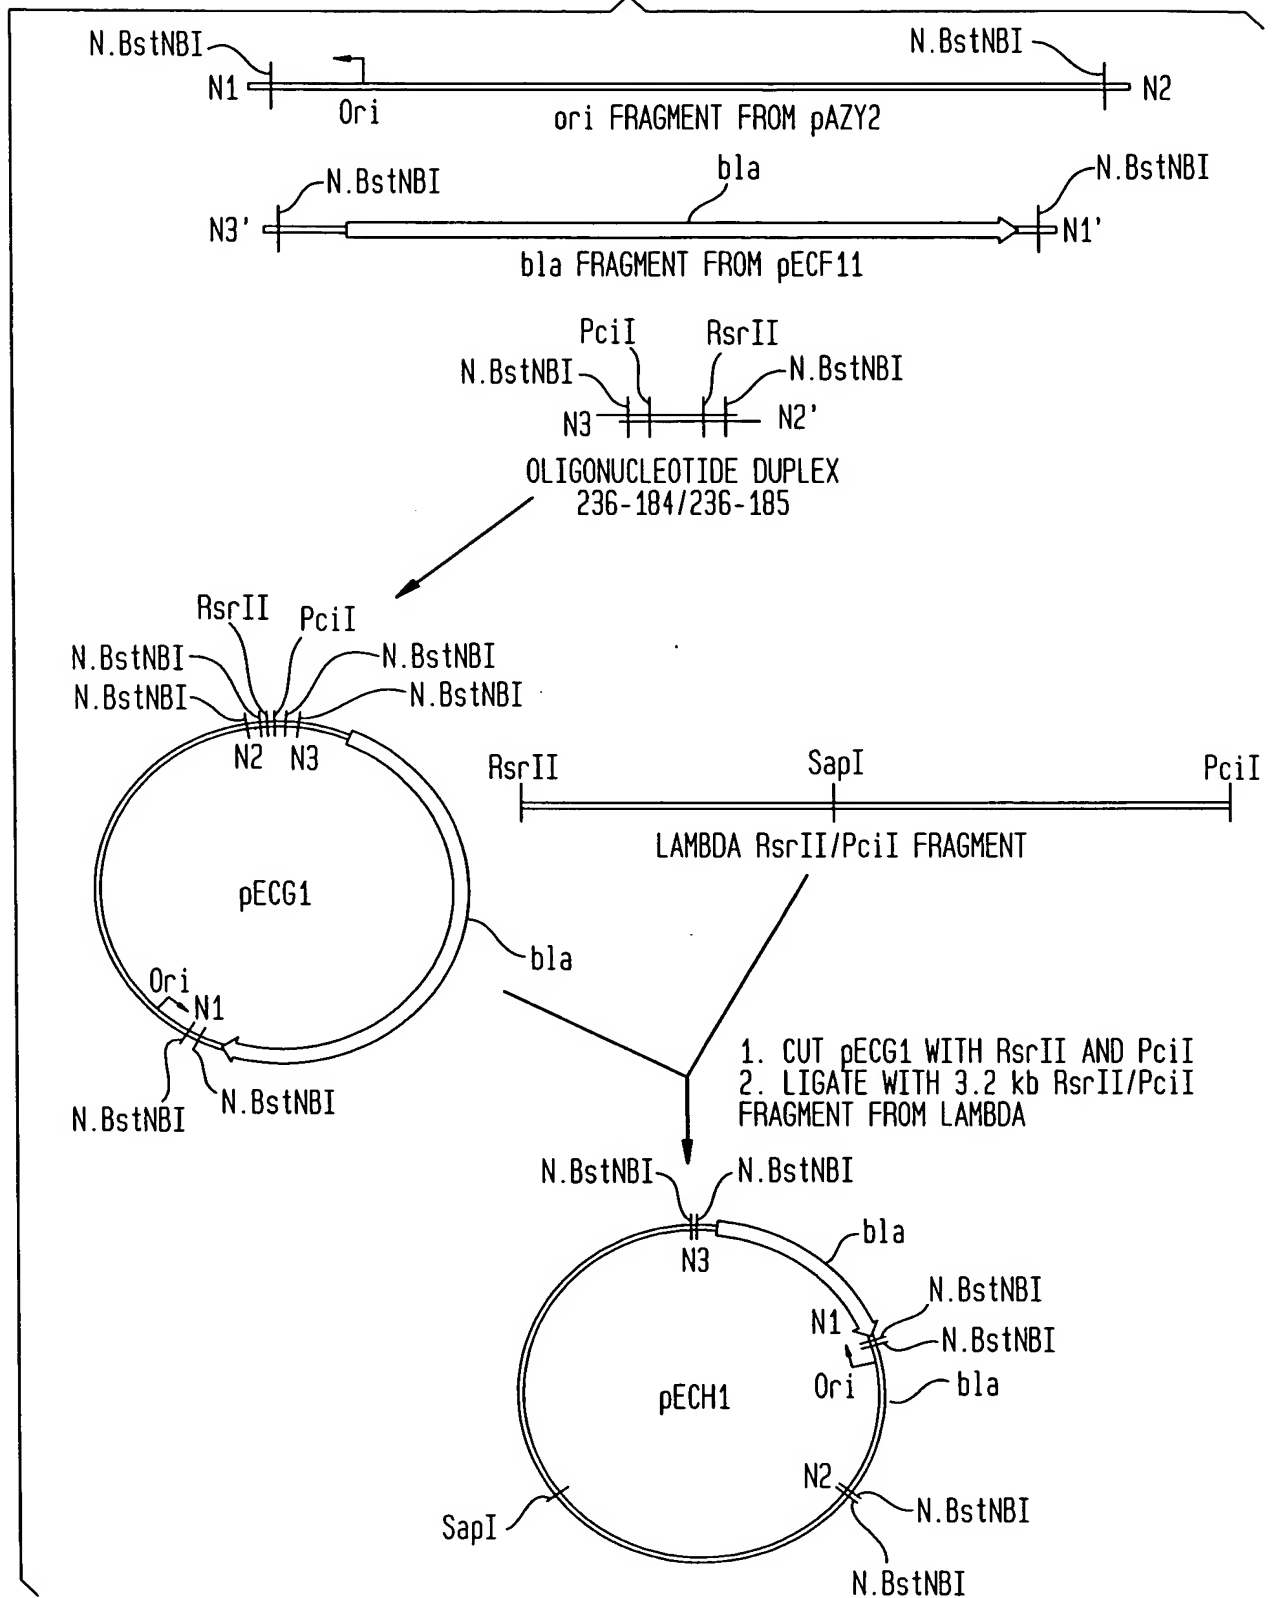 N.BstNBI
N.BstNBI
N1
Ori
N2
ori FRAGMENT FROM pAZY2
bla
N.BstNBI
N.BstNBI
N3'
N1'
bla FRAGMENT FROM pECF11
PciI
RsrII
N.BstNBI
N.BstNBI
N3
N2'
OLIGONUCLEOTIDE DUPLEX
236-184/236-185
RsrII
PciI
N.BstNBI
N.BstNBI
N.BstNBI
N.BstNBI
N2
N3
RsrII
SapI
PciI
LAMBDA RsrII/PciI FRAGMENT
pECG1
bla
Ori
N1
N.BstNBI
N.BstNBI
1. CUT pECG1 WITH RsrII AND PciI
2. LIGATE WITH 3.2 kb RsrII/PciI
FRAGMENT FROM LAMBDA
N.BstNBI
N.BstNBI
N3
bla
N.BstNBI
N1
N.BstNBI
Ori
bla
pECH1
N2
N.BstNBI
SapI
N.BstNBI